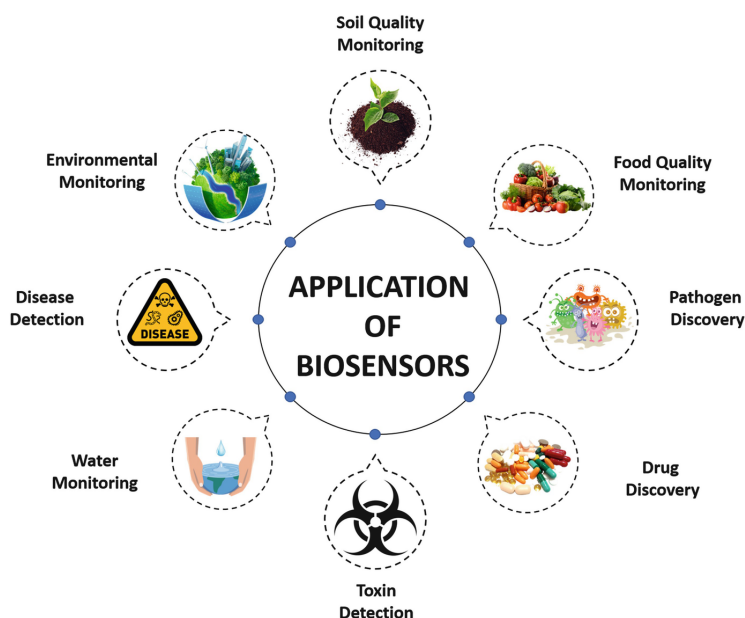 Soil Quality
Monitoring
Environmental
Monitoring
Food Quality
Monitoring
APPLICATION
OF
BIOSENSORS
Disease
Detection
DISEASE
Pathogen
Discovery
Water
Monitoring
Drug
Discovery
Toxin
Detection